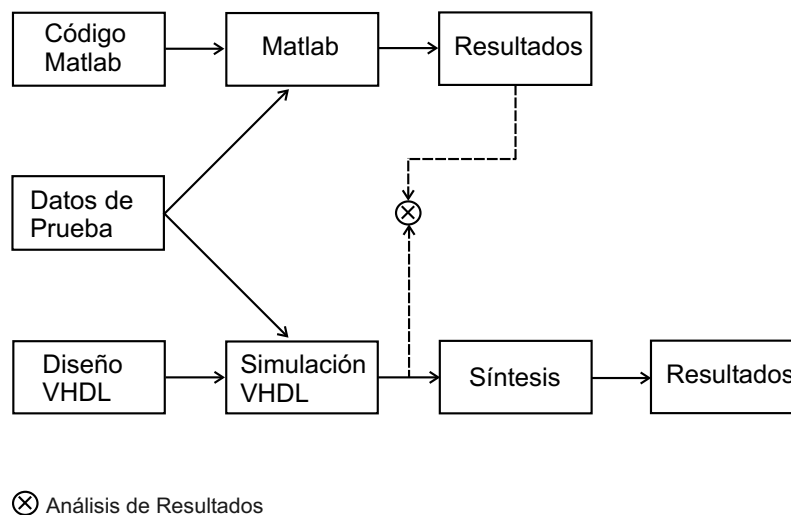 Código
Matlab
Matlab
Resultados
Datos de
Prueba
Diseño
VHDL
Simulación
VHDL
Síntesis
Resultados
Análisis de Resultados